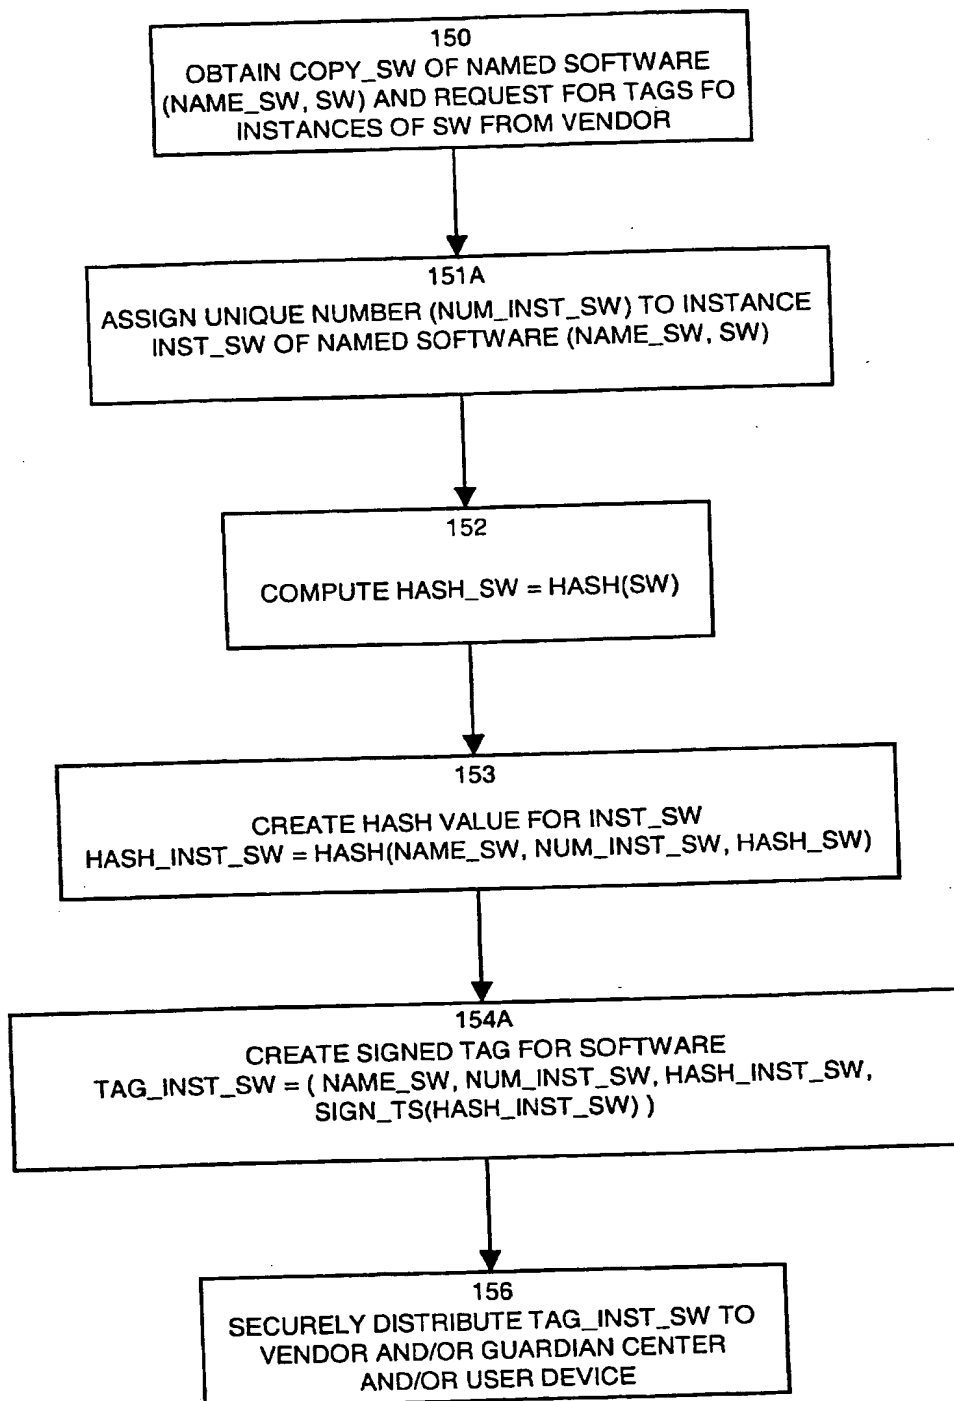 150
OBTAIN COPY_SW OF NAMED SOFTWARE
(NAME_SW, SW) AND REQUEST FOR TAGS FO
INSTANCES OF SW FROM VENDOR
151A
ASSIGN UNIQUE NUMBER (NUM_INST_SW) TO INSTANCE
INST_SW OF NAMED SOFTWARE (NAME_SW, SW)
152
COMPUTE HASH_SW = HASH(SW)
153
CREATE HASH VALUE FOR INST_SW
HASH_INST_SW = HASH(NAME_SW, NUM_INST_SW, HASH_SW)
154A
CREATE SIGNED TAG FOR SOFTWARE
TAG_INST_SW = ( NAME_SW, NUM_INST_SW, HASH_INST_SW,
SIGN_TS(HASH_INST_SW) )
156
SECURELY DISTRIBUTE TAG_INST_SW TO
VENDOR AND/OR GUARDIAN CENTER
AND/OR USER DEVICE